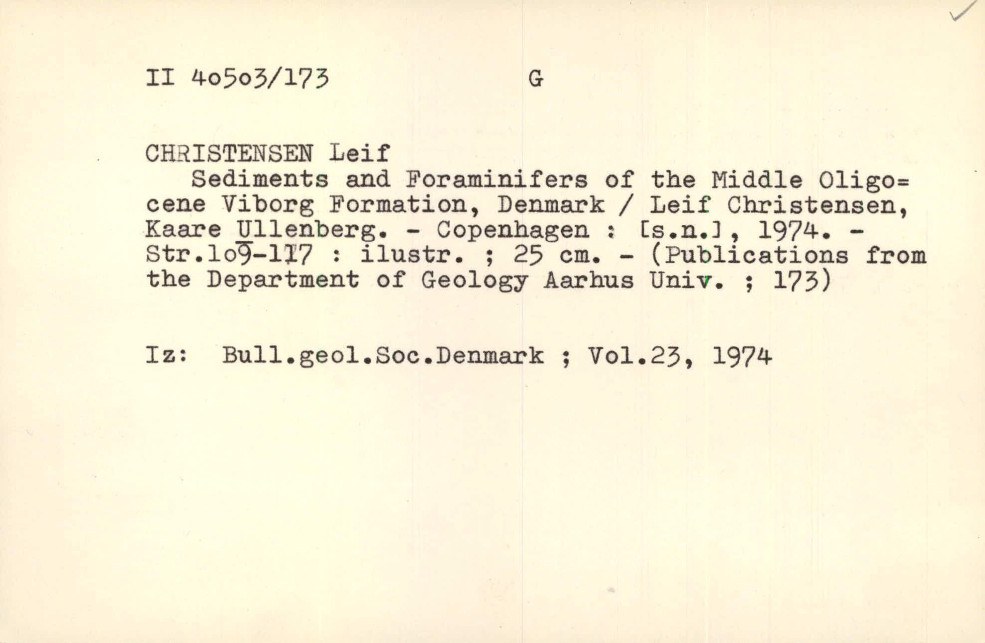 II 4o5o3/173 G
CHRISTENSEN Leif
Sediments and Foraminifers of the Middle Oligo=
cene Viborg Formation, Denmark / Leif Christensen,
Kaare Ullenberg. - Copenhagen : [s.n.], 1974. -
Str.lo9-117 : ilustr. ; 25 cm. - (Publications from
the Department of Geology Aarhus Univ. ; 173)
Iz: Bull.geol.Soc.Denmark ; Vol.23, 1974